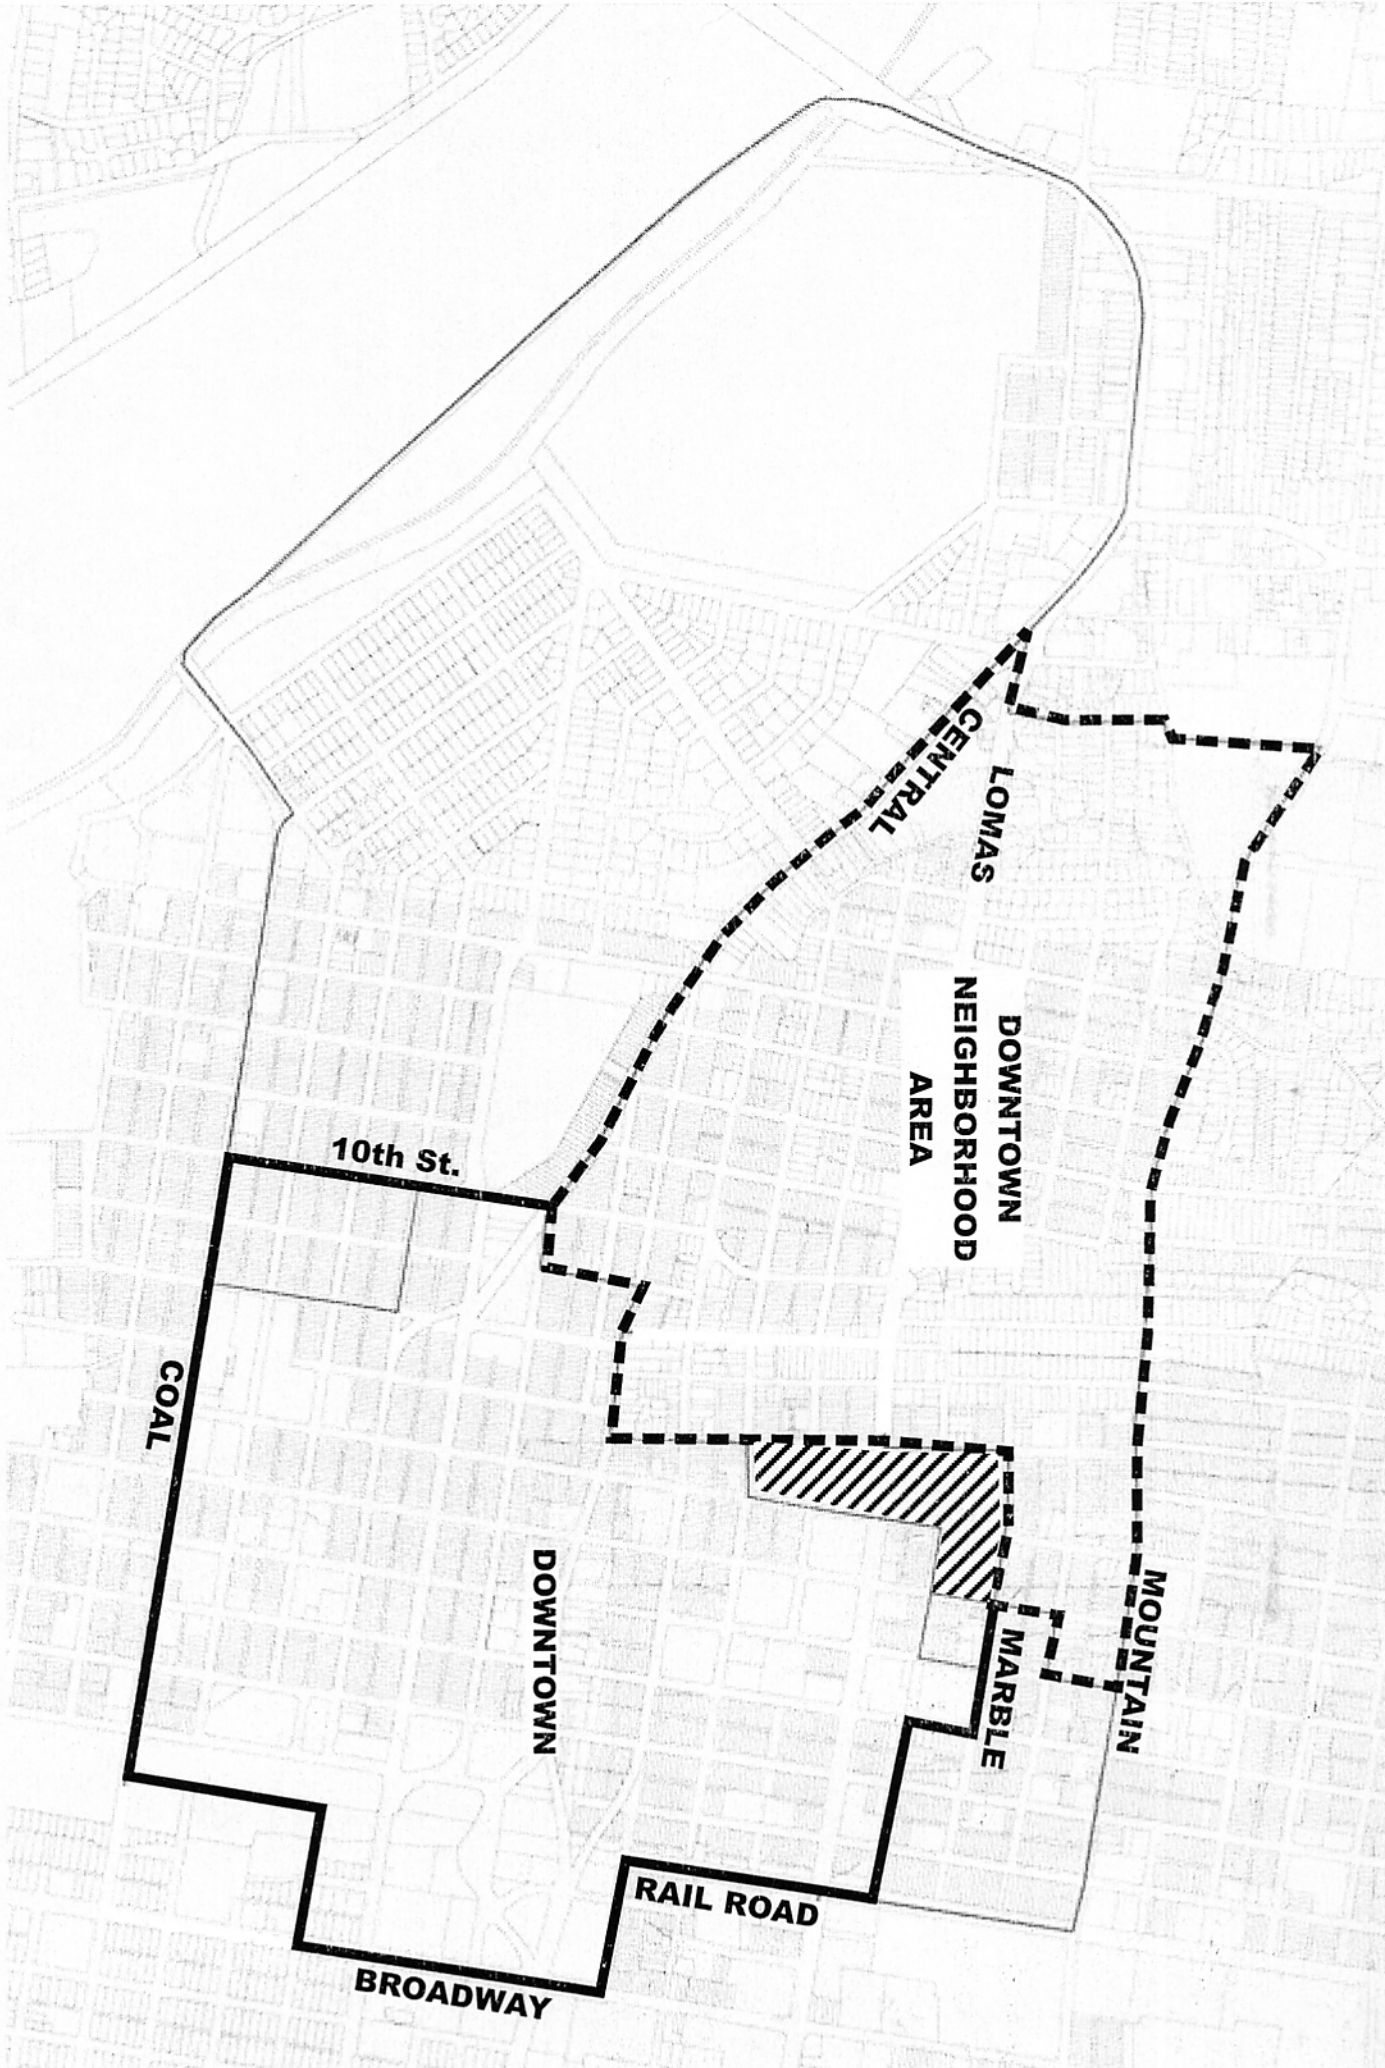 CENTRAL
LOMAS
DOWNTOWN
NEIGHBORHOOD
AREA
10th St.
COAL
DOWNTOWN
MOUNTAIN
MARBLE
RAIL ROAD
BROADWAY